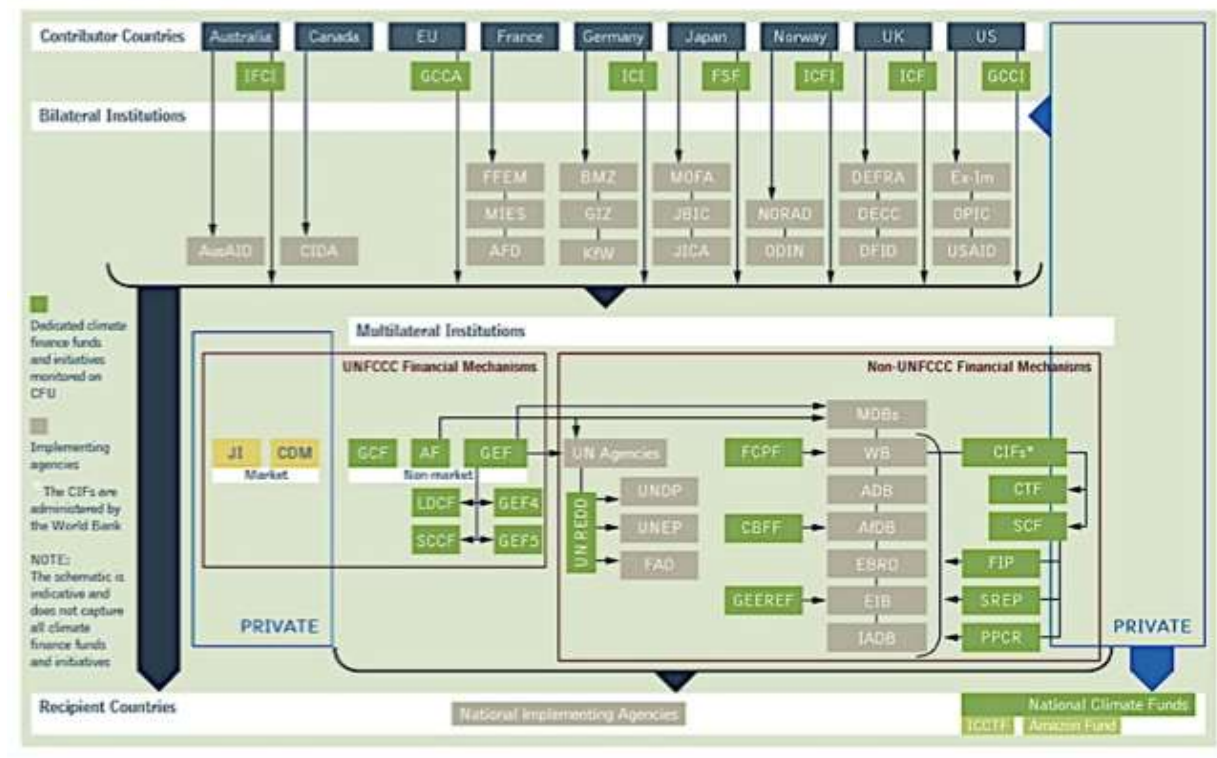 Contributor Countries
Australia
Canada
EU
France
Germany
Japan
Norway
UK
US
IFCI
GCCA
ICI
FSF
ICFI
ICF
GCCI
Bilateral Institutions
FFEM
BMZ
MOFA
DEFRA
Ex-Im
MIES
GIZ
JBIC
NORAD
DECC
OPIC
AusAID
CIDA
AFD
KfW
JICA
ODIN
DFID
USAID
Dedicated climate
finance funds
and initiatives
monitored on
CFU
Implementing
agencies
The CIFs are
administered by
the World Bank
NOTE:
The schematic is
indicative and
does not capture
all climate
finance funds
and initiatives
Multilateral Institutions
UNFCCC Financial Mechanisms
Non-UNFCCC Financial Mechanisms
JI
CDM
Market
GCF
AF
GEF
Non-market
LDCF
GEF4
SCCF
GEF5
UN Agencies
UNREDD
UNDP
UNEP
FAO
MDBs
FCPF
WB
CIFs*
ADB
CTF
CBFF
AfDB
SCF
EBRD
FIP
GEEREF
EIB
SREP
IADB
PPCR
PRIVATE
PRIVATE
Recipient Countries
National Implementing Agencies
National Climate Funds
ICCTF
Amazon Fund